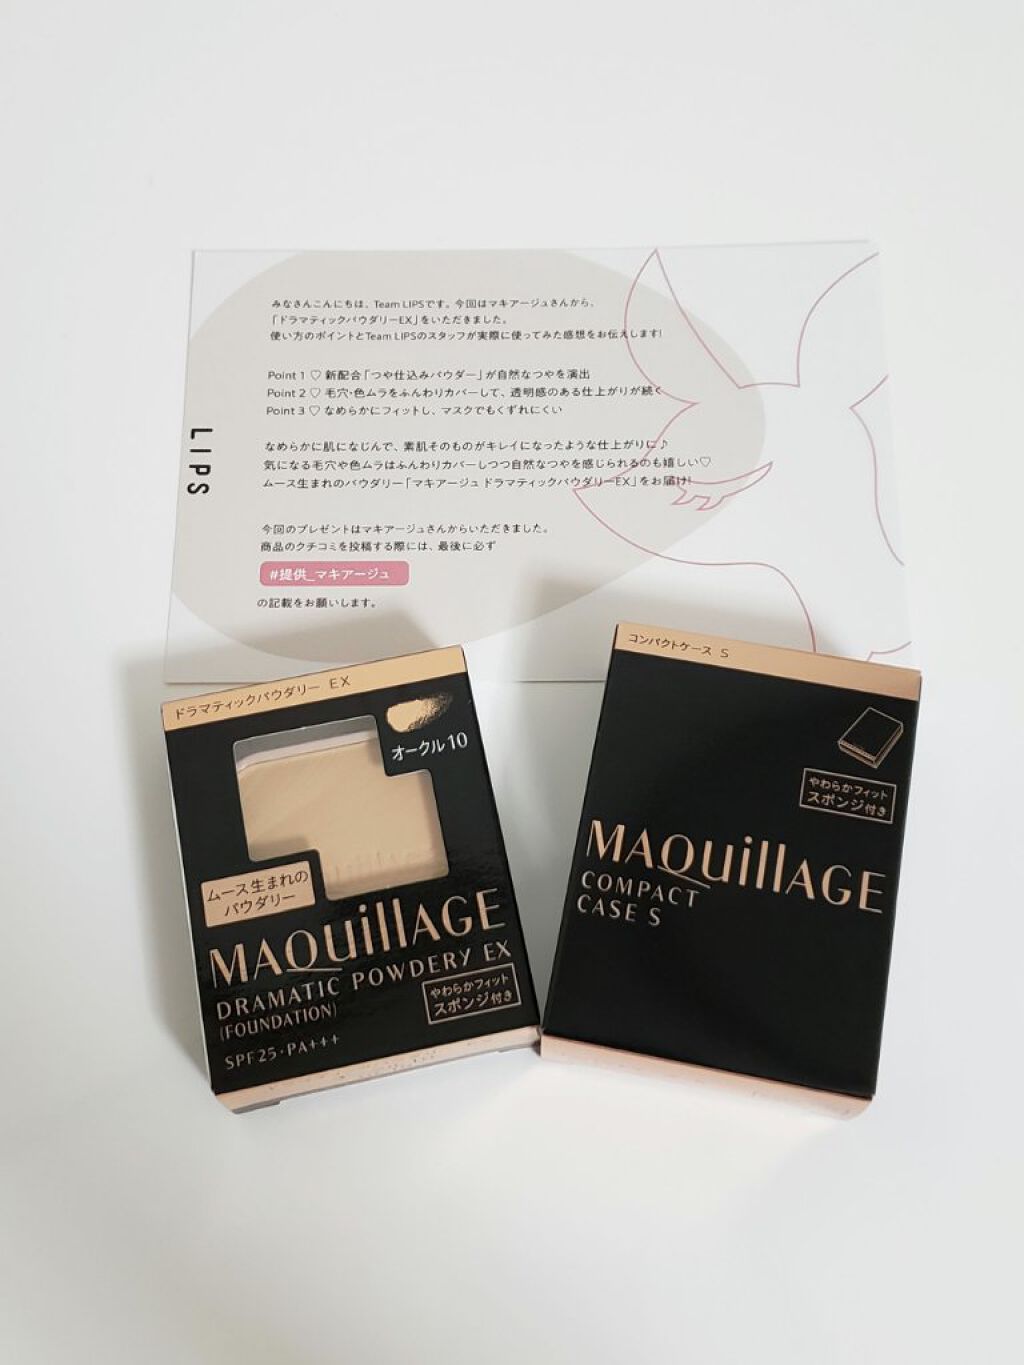 みなさんこんにちは、Team LIPSです。今回はマキアージュさんから、
「ドラマティックパウダリーEX」をいただきました。
使い方のポイントとTeam LIPSのスタッフが実際に使ってみた感想をお伝えします!
Point 1 ♡ 新配合「つや仕込みパウダー」が自然なつやを演出
Point 2 ♡ 毛穴・色ムラをふんわりカバーして、透明感のある仕上がりが続く
Point 3 ♡ なめらかにフィットし、マスクでもくずれにくい
なめらかに肌になじんで、素肌そのものがキレイになったような仕上がりに♪
気になる毛穴や色ムラはふんわりカバーしつつ自然なつやを感じられるのも嬉しい♡
ムース生まれのパウダリー「マキアージュ ドラマティックパウダリーEX」をお届け!
今回のプレゼントはマキアージュさんからいただきました。
商品のクチコミを投稿する際には、最後に必ず
#提供_マキアージュ
の記載をお願いします。
LIPS
ドラマティックパウダリー EX
オークル10
ムース生まれの
パウダリー
MAQuillAGE
DRAMATIC POWDERY EX
(FOUNDATION)
SPF25・PA+++
やわらかフィット
スポンジ付き
コンパクトケース S
やわらかフィット
スポンジ付き
MAQuillAGE
COMPACT
CASE S